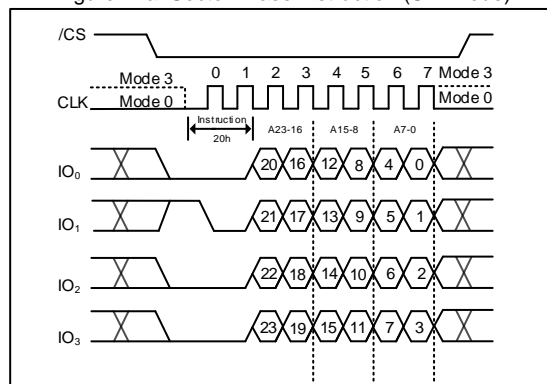 /CS
Mode 3 0 1 2 3 4 5 6 7 Mode 3
CLK Mode 0 Mode 0
Instruction A23-16 A15-8 A7-0
20h
IO0 20 16 12 8 4 0
IO1 21 17 13 9 5 1
IO2 22 18 14 10 6 2
IO3 23 19 15 11 7 3